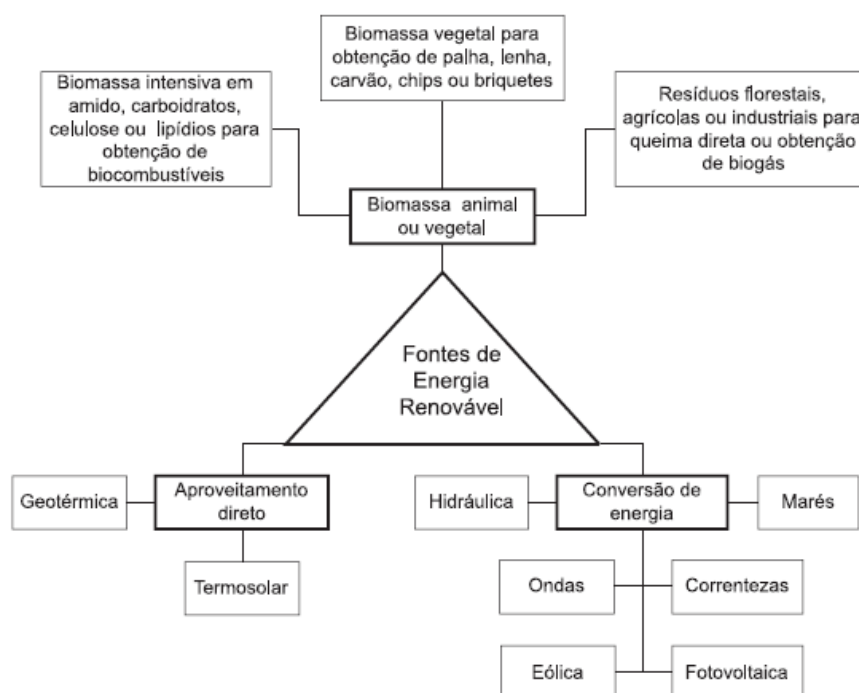 Biomassa vegetal para
obtenção de palha, lenha,
carvão, chips ou briquetes
Biomassa intensiva em
amido, carboidratos,
celulose ou lipídios para
obtenção de
biocombustíveis
Resíduos florestais,
agrícolas ou industriais para
queima direta ou obtenção
de biogás
Biomassa animal
ou vegetal
Fontes de
Energia
Renovável
Geotérmica
Aproveitamento
direto
Termosolar
Hidráulica
Conversão de
energia
Marés
Ondas
Correntezas
Eólica
Fotovoltaica